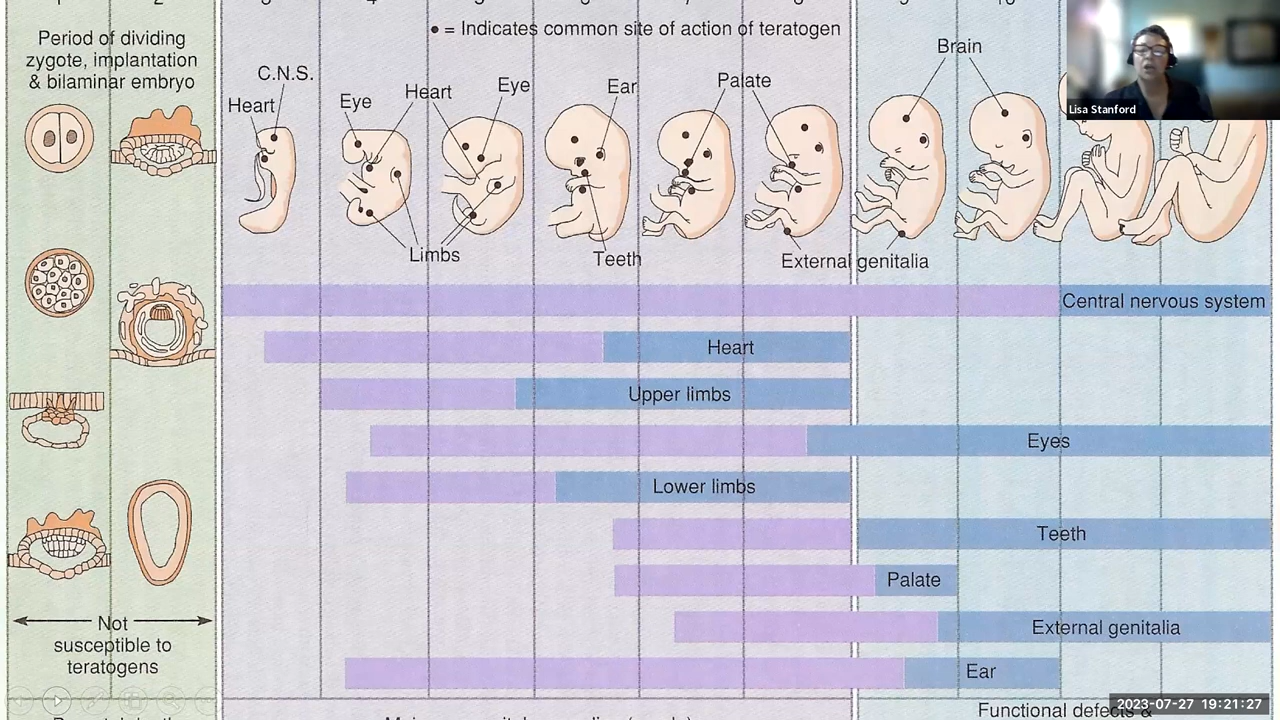 • = Indicates common site of action of teratogen
Period of dividing
zygote, implantation
& bilaminar embryo
C.N.S.
Heart
Eye
Heart
Eye
Ear
Palate
Brain
Lisa Stanford
Limbs
Teeth
External genitalia
Central nervous system
Heart
Upper limbs
Eyes
Lower limbs
Teeth
Palate
External genitalia
Ear
Not
susceptible to
teratogens
2023-07-27 19:21:27
Functional defects &